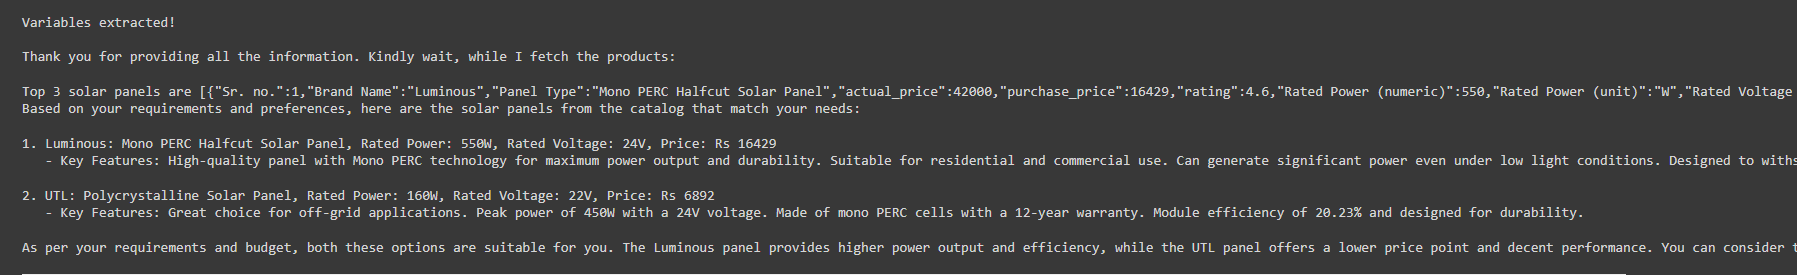 Variables extracted!
Thank you for providing all the information. Kindly wait, while I fetch the products:
Top 3 solar panels are [{"Sr. no.":1,"Brand Name":"Luminous","Panel Type":"Mono PERC Halfcut Solar Panel","actual_price":42000,"purchase_price":16429,"rating":4.6,"Rated Power (numeric)":550,"Rated Power (unit)":"W","Rated Voltage
Based on your requirements and preferences, here are the solar panels from the catalog that match your needs:
1. Luminous: Mono PERC Halfcut Solar Panel, Rated Power: 550W, Rated Voltage: 24V, Price: Rs 16429
- Key Features: High-quality panel with Mono PERC technology for maximum power output and durability. Suitable for residential and commercial use. Can generate significant power even under low light conditions. Designed to withs
2. UTL: Polycrystalline Solar Panel, Rated Power: 160W, Rated Voltage: 22V, Price: Rs 6892
- Key Features: Great choice for off-grid applications. Peak power of 450W with a 24V voltage. Made of mono PERC cells with a 12-year warranty. Module efficiency of 20.23% and designed for durability.
As per your requirements and budget, both these options are suitable for you. The Luminous panel provides higher power output and efficiency, while the UTL panel offers a lower price point and decent performance. You can consider t